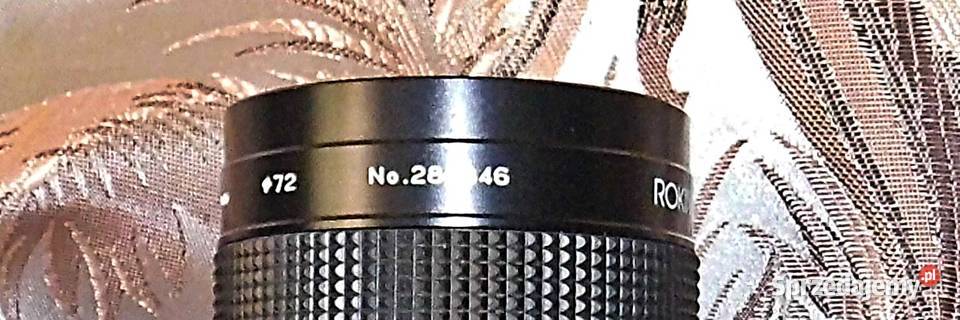 ϕ72 No.28 46 ROK
Sprzedajemy.pl